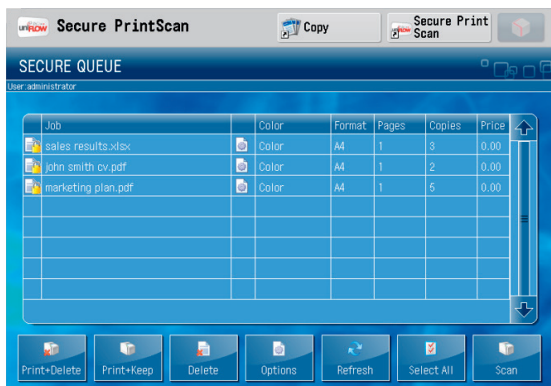 uniFLOW Secure PrintScan
Copy
Secure Print
Scan
SECURE QUEUE
User:administrator
Job Color Format Pages Copies Price
sales results.xlsx Color A4 1 3 0.00
john smith cv.pdf Color A4 1 2 0.00
marketing plan.pdf Color A4 1 5 0.00
Print+Delete Print+Keep Delete Options Refresh Select All Scan